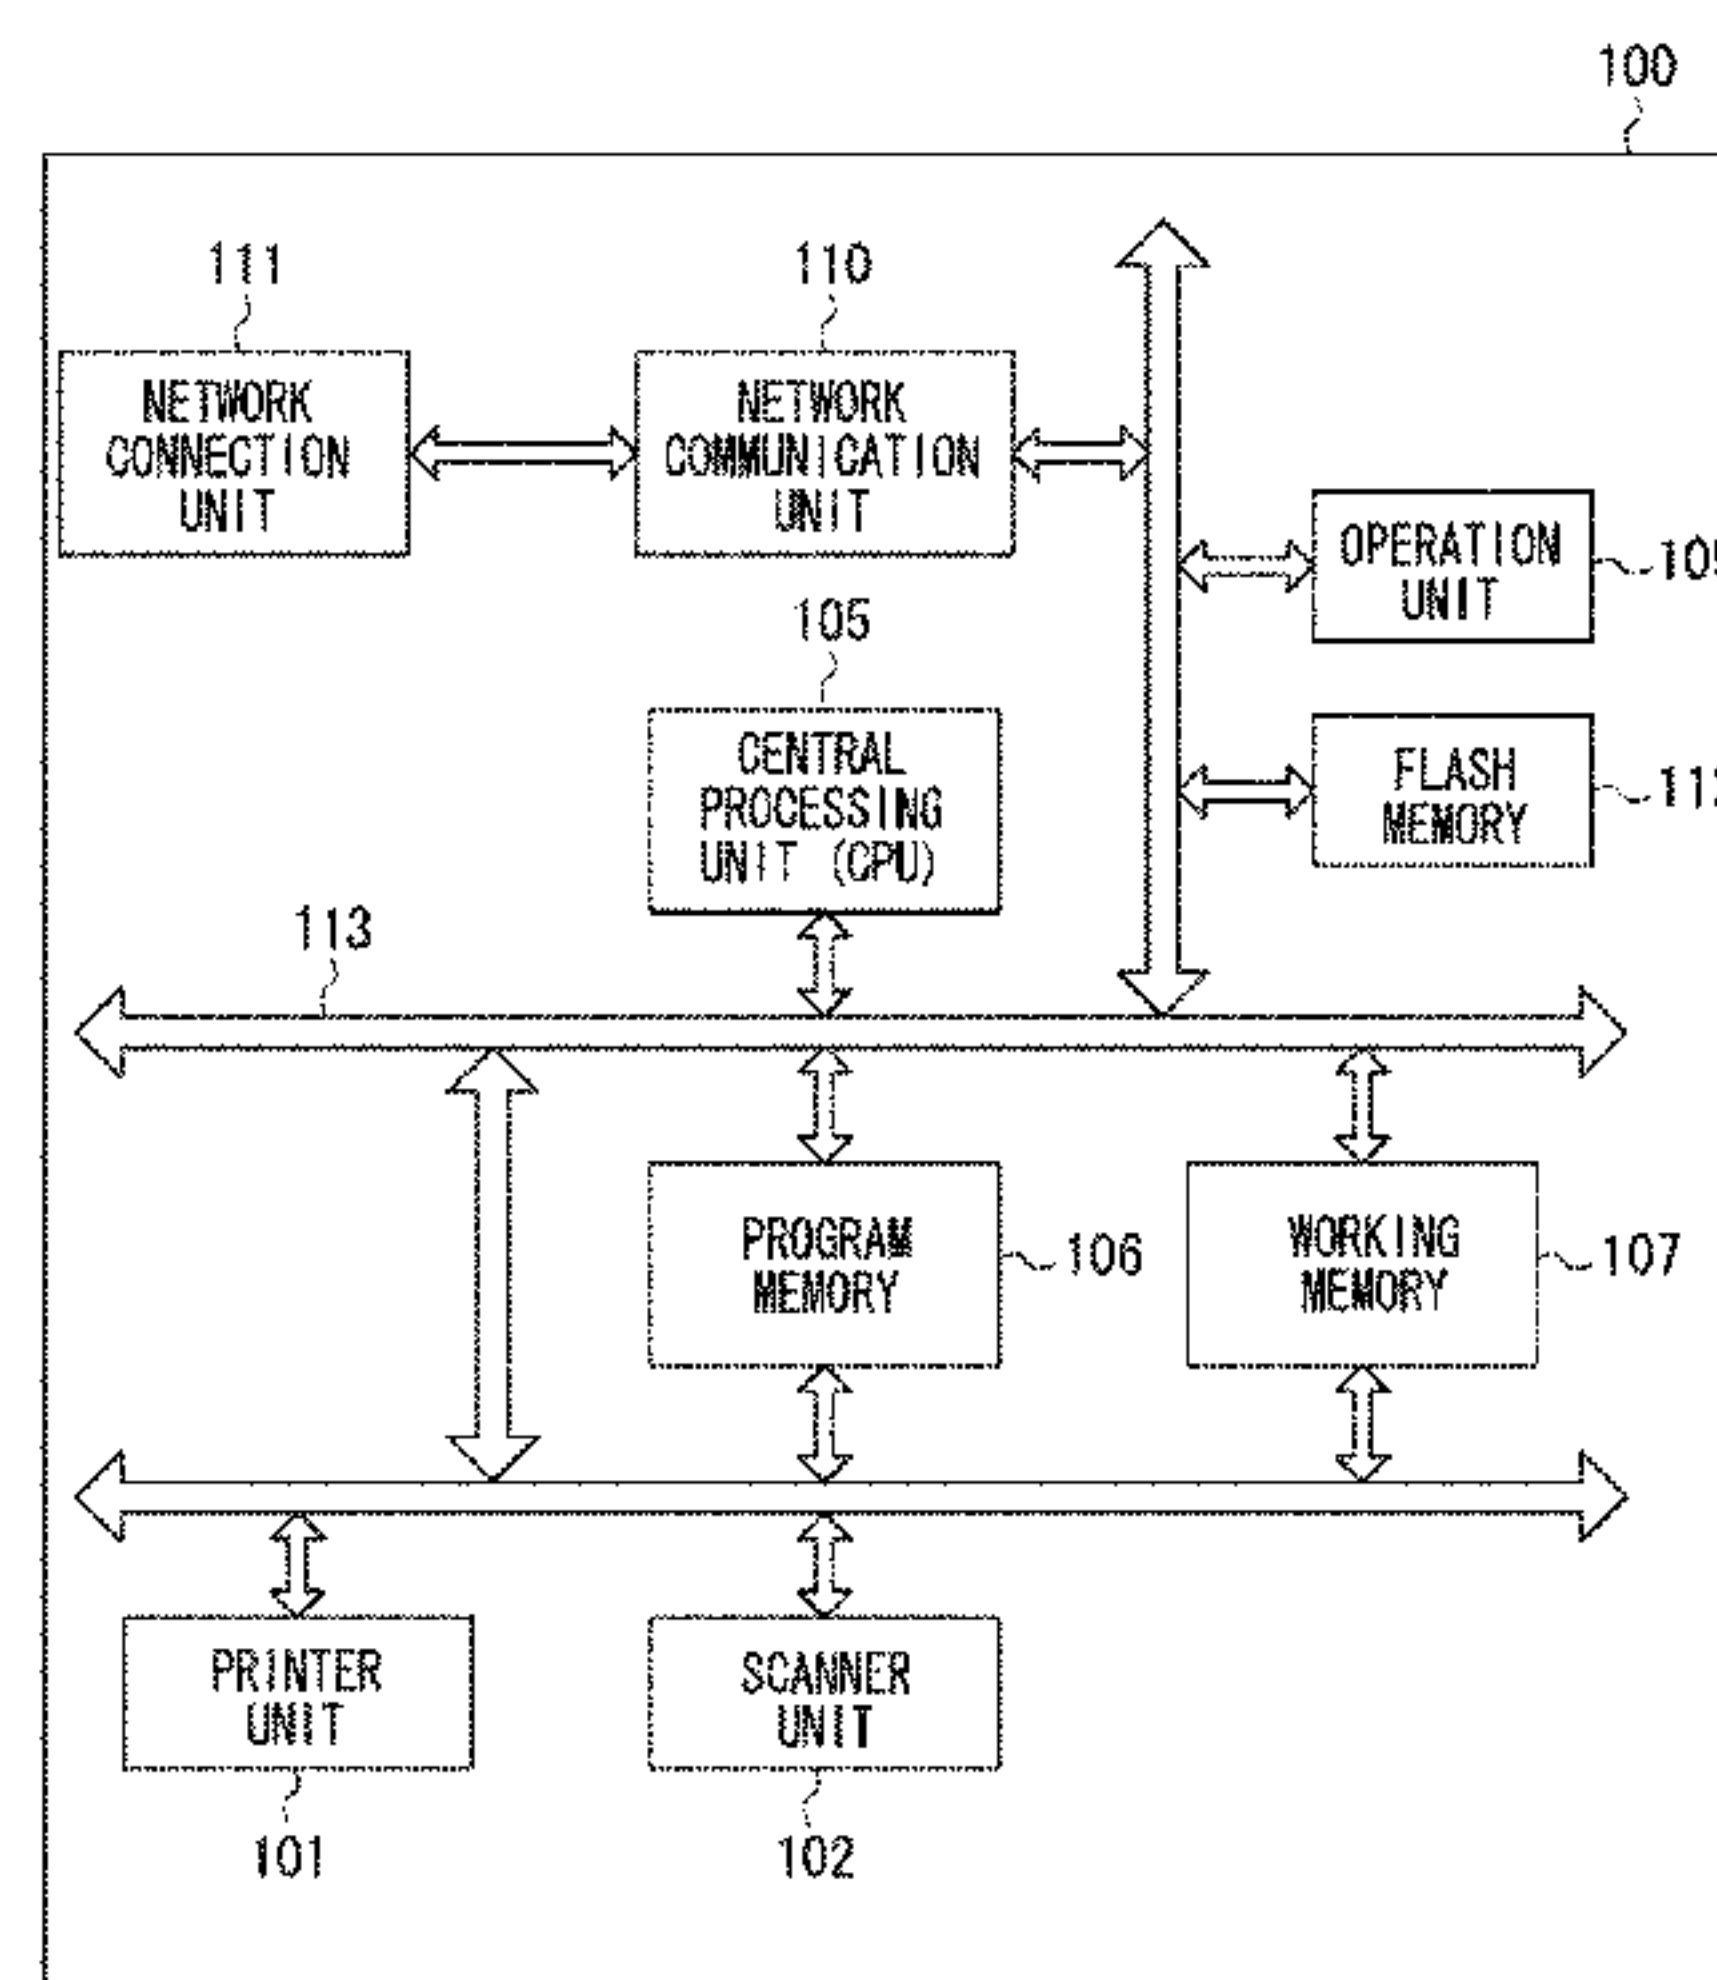 100
111
110
NETWORK
CONNECTION
UNIT
NETWORK
COMMUNICATION
UNIT
OPERATION
UNIT
105
CENTRAL
PROCESSING
UNIT (CPU)
FLASH
MEMORY
113
PROGRAM
MEMORY
106
WORKING
MEMORY
107
PRINTER
UNIT
SCANNER
UNIT
101
102